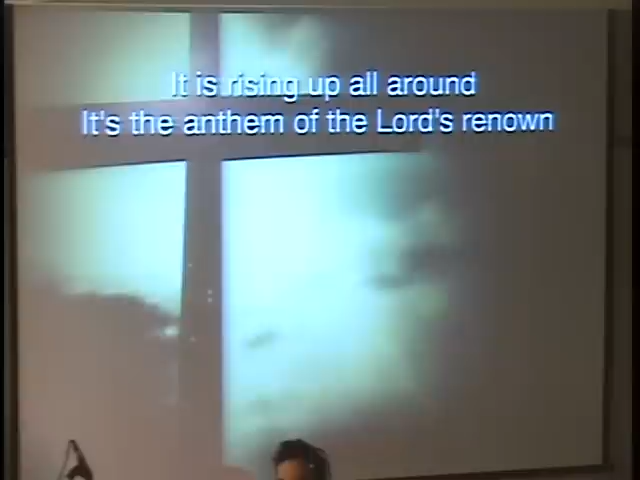 It is rising up all around
It's the anthem of the Lord's renown